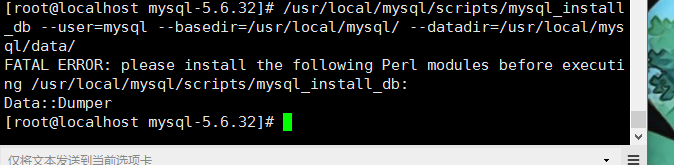 [root@localhost mysql-5.6.32]# /usr/local/mysql/scripts/mysql_install
_db --user=mysql --basedir=/usr/local/mysql/ --datadir=/usr/local/mys
ql/data/
FATAL ERROR: please install the following Perl modules before executi
ng /usr/local/mysql/scripts/mysql_install_db:
Data::Dumper
[root@localhost mysql-5.6.32]#
仅将文本发送到当前选项卡